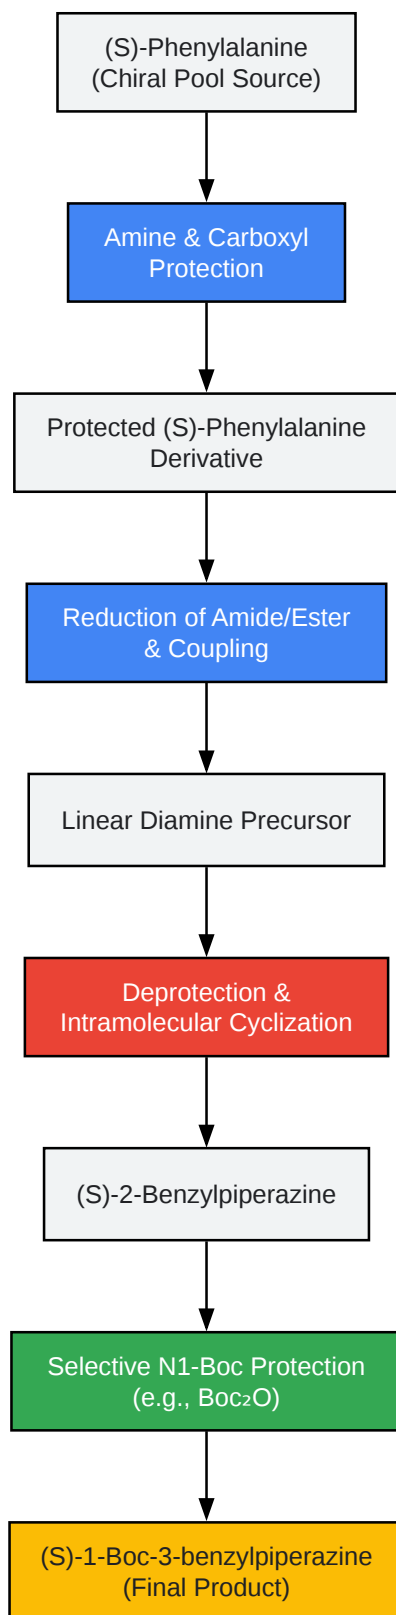 (S)-Phenylalanine
(Chiral Pool Source)
Amine & Carboxyl
Protection
Protected (S)-Phenylalanine
Derivative
Reduction of Amide/Ester
& Coupling
Linear Diamine Precursor
Deprotection &
Intramolecular Cyclization
(S)-2-Benzylpiperazine
Selective N1-Boc Protection
(e.g., Boc₂O)
(S)-1-Boc-3-benzylpiperazine
(Final Product)